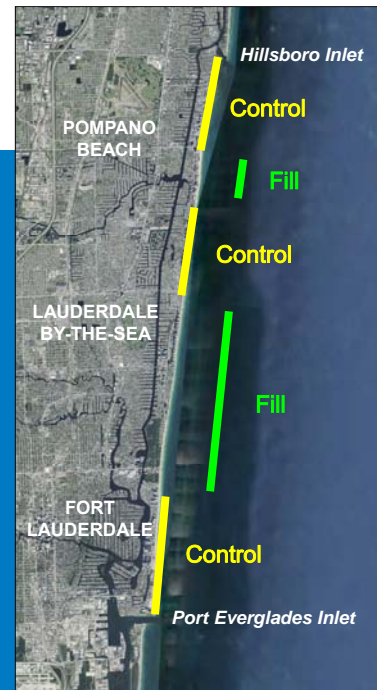 Hillsboro Inlet
Control
POMPANO
BEACH
Fill
Control
LAUDERDALE
BY-THE-SEA
Fill
FORT
LAUDERDALE
Control
Port Everglades Inlet